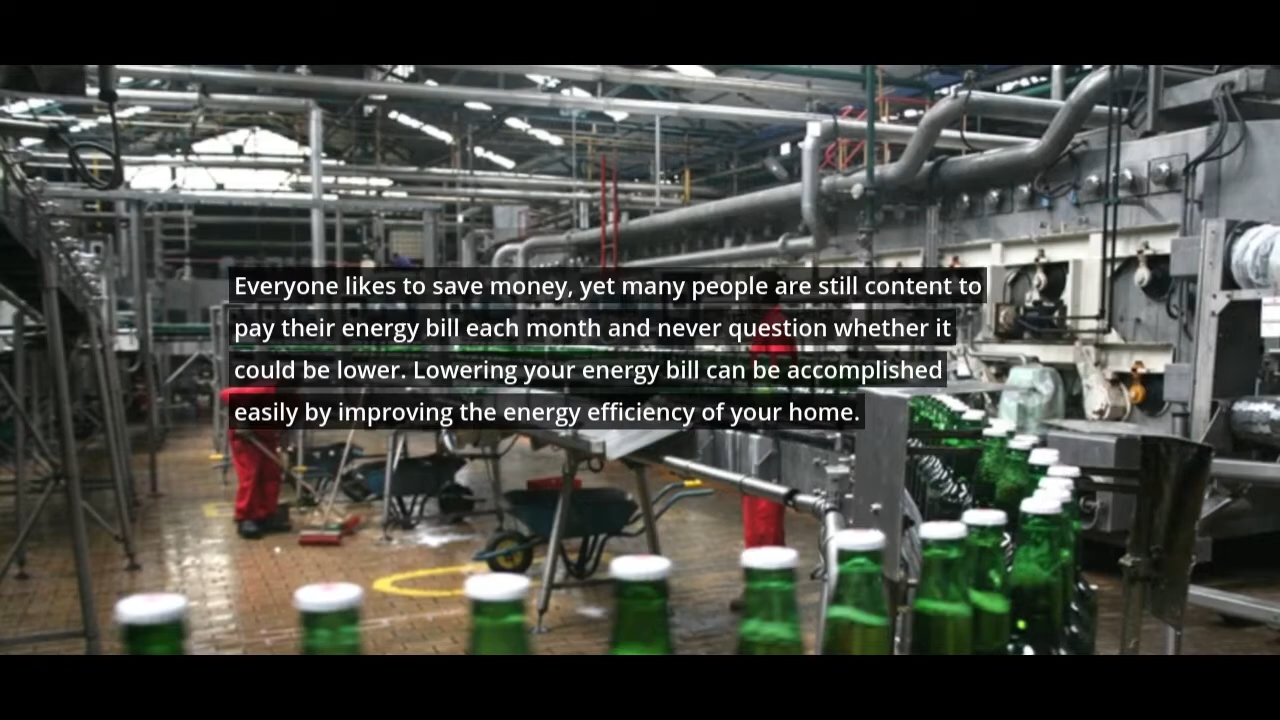 Everyone likes to save money, yet many people are still content to
pay their energy bill each month and never question whether it
could be lower. Lowering your energy bill can be accomplished
easily by improving the energy efficiency of your home.